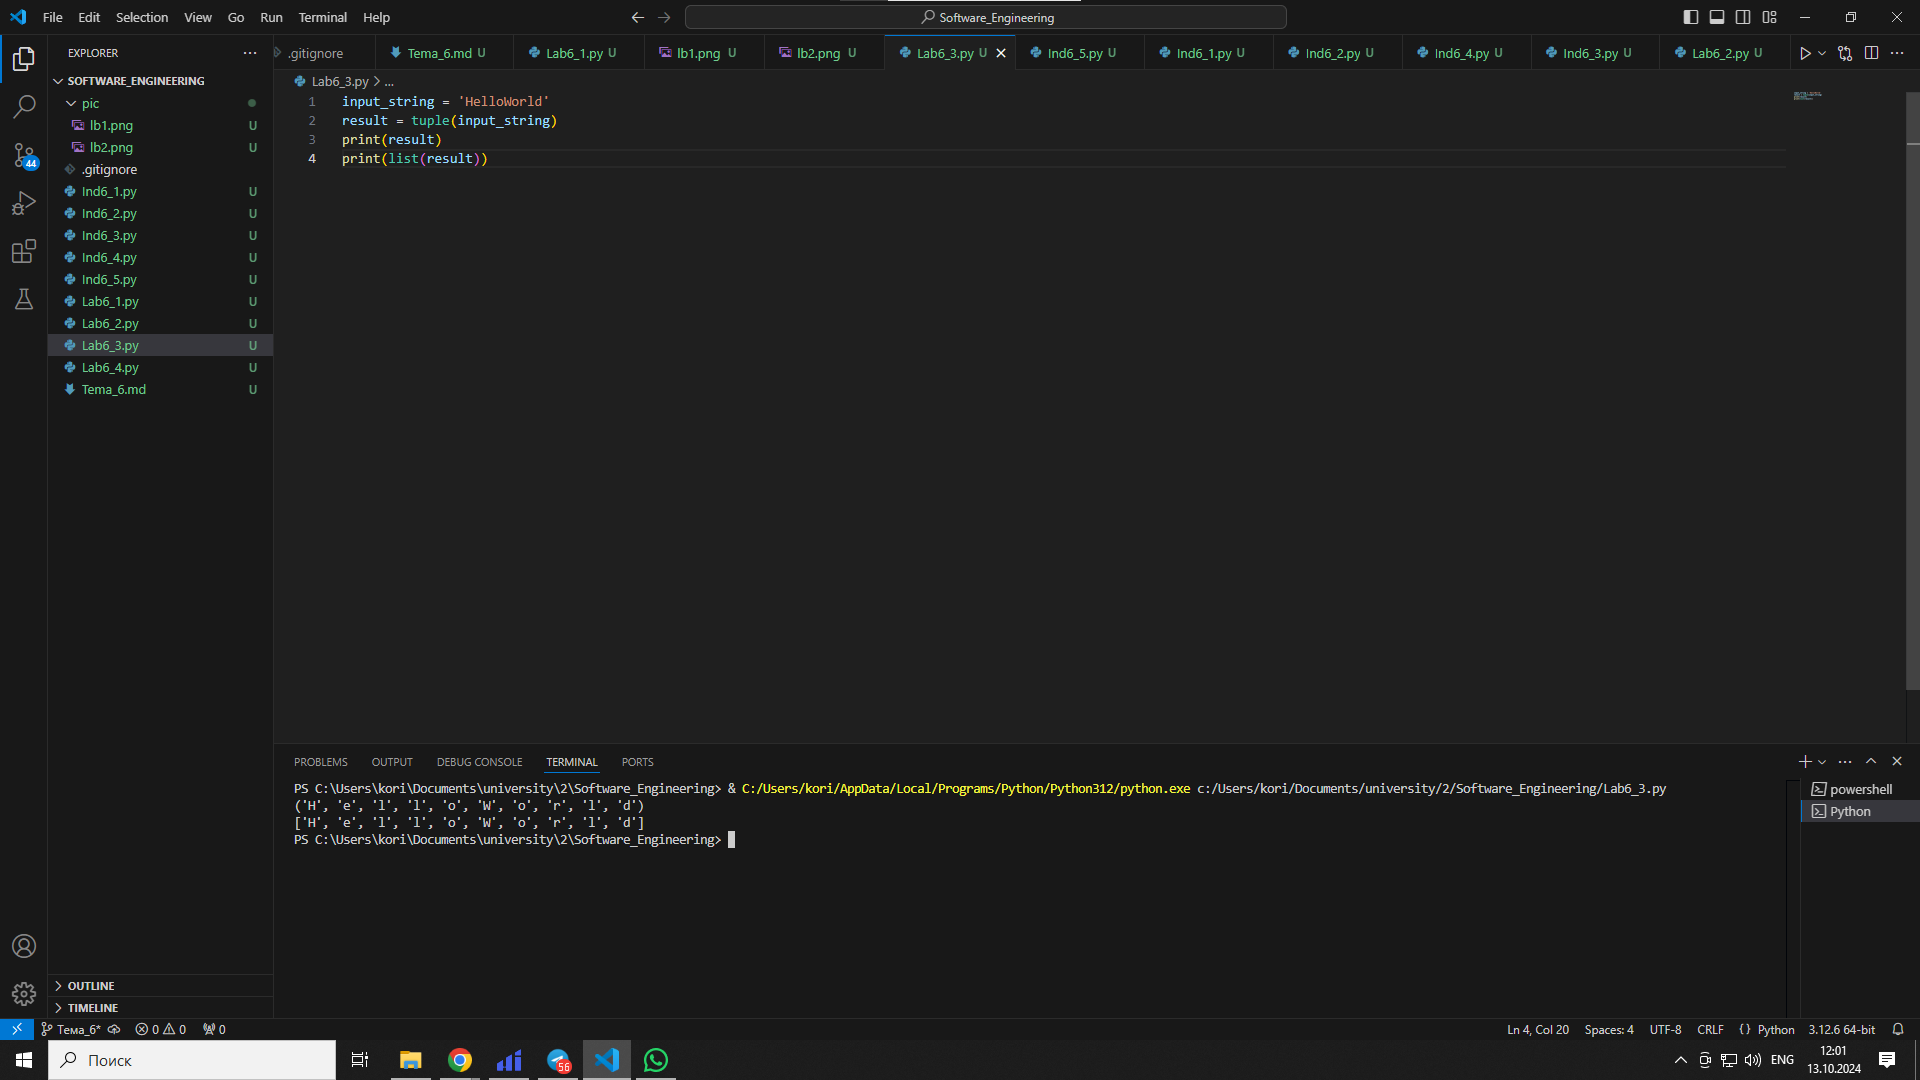 File Edit Selection View Go Run Terminal Help
Software_Engineering
EXPLORER
.gitignore Tema_6.md U Lab6_1.py U lb1.png U lb2.png U Lab6_3.py U Ind6_5.py U Ind6_1.py U Ind6_2.py U Ind6_4.py U Ind6_3.py U Lab6_2.py U
SOFTWARE_ENGINEERING
pic
lb1.png U
lb2.png U
.gitignore
Ind6_1.py U
Ind6_2.py U
Ind6_3.py U
Ind6_4.py U
Ind6_5.py U
Lab6_1.py U
Lab6_2.py U
Lab6_3.py U
Lab6_4.py U
Tema_6.md U
44
OUTLINE
TIMELINE
Lab6_3.py > ...
1 input_string = 'HelloWorld'
2 result = tuple(input_string)
3 print(result)
4 print(list(result))
PROBLEMS OUTPUT DEBUG CONSOLE TERMINAL PORTS
PS C:\Users\kori\Documents\university\2\Software_Engineering> & C:/Users/kori/AppData/Local/Programs/Python/Python312/python.exe c:/Users/kori/Documents/university/2/Software_Engineering/Lab6_3.py
('H', 'e', 'l', 'l', 'o', 'W', 'o', 'r', 'l', 'd')
['H', 'e', 'l', 'l', 'o', 'W', 'o', 'r', 'l', 'd']
PS C:\Users\kori\Documents\university\2\Software_Engineering>
powershell
Python
Тема_6* 0 0 0
Ln 4, Col 20 Spaces: 4 UTF-8 CRLF {} Python 3.12.6 64-bit
Поиск
56
ENG
12:01
13.10.2024